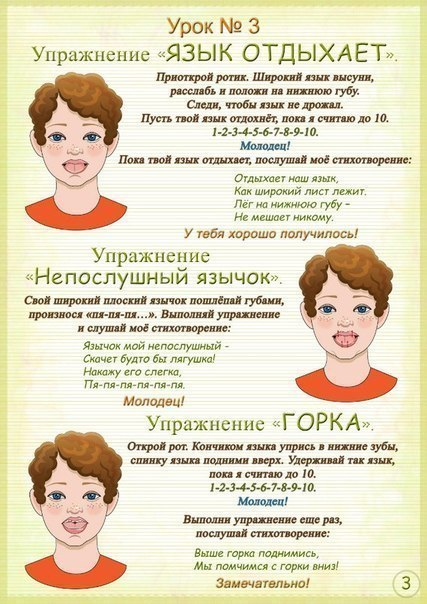 Урок № 3
Упражнение «ЯЗЫК ОТДЫХАЕТ».
Приоткрой ротик. Широкий язык высуни,
расслабь и положи на нижнюю губу.
Следи, чтобы язык не дрожал.
Пусть твой язык отдохнёт, пока я считаю до 10.
1-2-3-4-5-6-7-8-9-10.
Молодец!
Пока твой язык отдыхает, послушай моё стихотворение:
Отдыхает наш язык,
Как широкий лист лежит.
Лёг на нижнюю губу –
Не мешает никому.
У тебя хорошо получилось!
Упражнение
«Непослушный язычок».
Свой широкий плоский язычок пошлёпай губами,
произнося «пя-пя-пя...». Выполняй упражнение
и слушай моё стихотворение:
Язычок мой непослушный -
Скачет будто бы лягушка!
Накажу его слегка,
Пя-пя-пя-пя-пя-пя.
Молодец!
Упражнение «ГОРКА».
Открой рот. Кончиком языка упрись в нижние зубы,
спинку языка подними вверх. Удерживай так язык,
пока я считаю до 10.
1-2-3-4-5-6-7-8-9-10.
Молодец!
Выполни упражнение еще раз,
послушай стихотворение:
Выше горка поднимись,
Мы помчимся с горки вниз!
Замечательно!
3